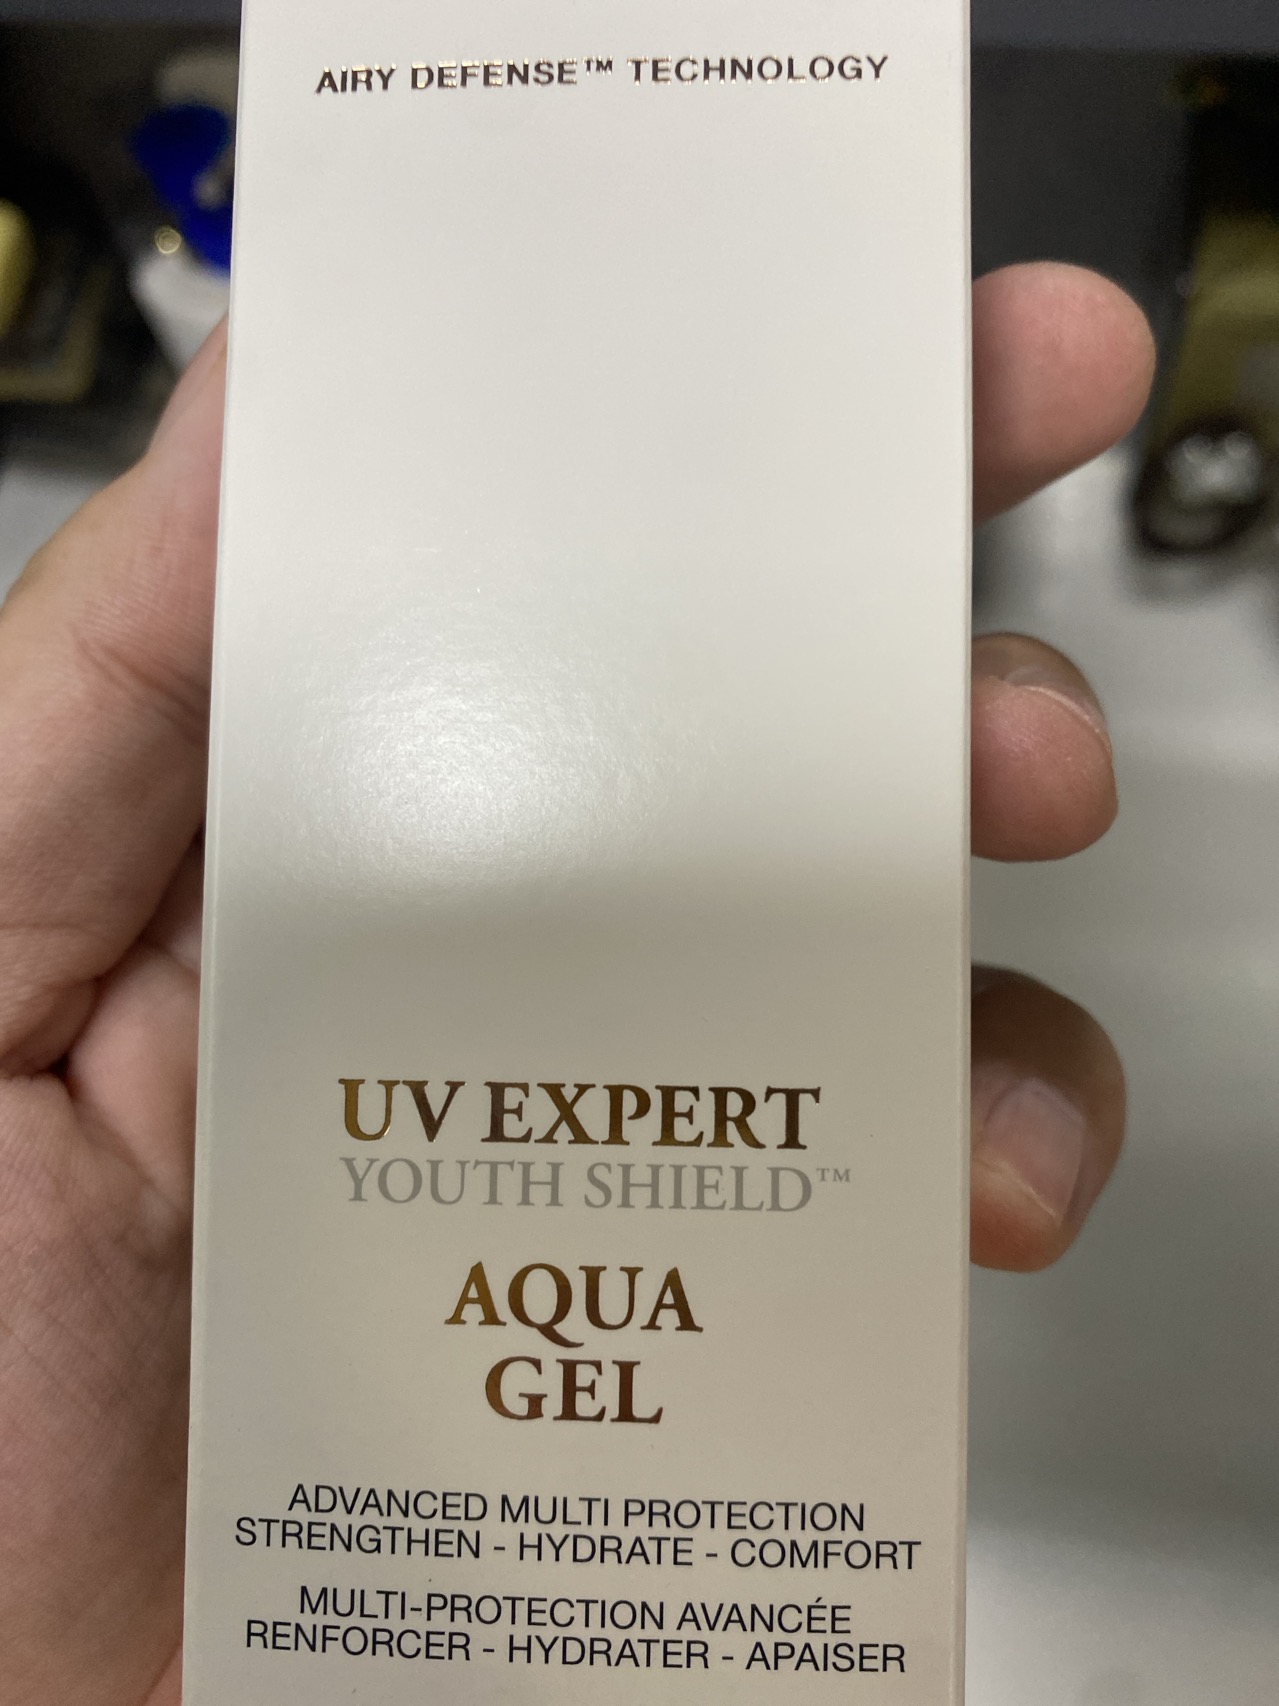 AIRY DEFENSE™ TECHNOLOGY
UV EXPERT
YOUTH SHIELD™
AQUA
GEL
ADVANCED MULTI PROTECTION
STRENGTHEN - HYDRATE - COMFORT
MULTI-PROTECTION AVANCÉE
RENFORCER - HYDRATER - APAISER